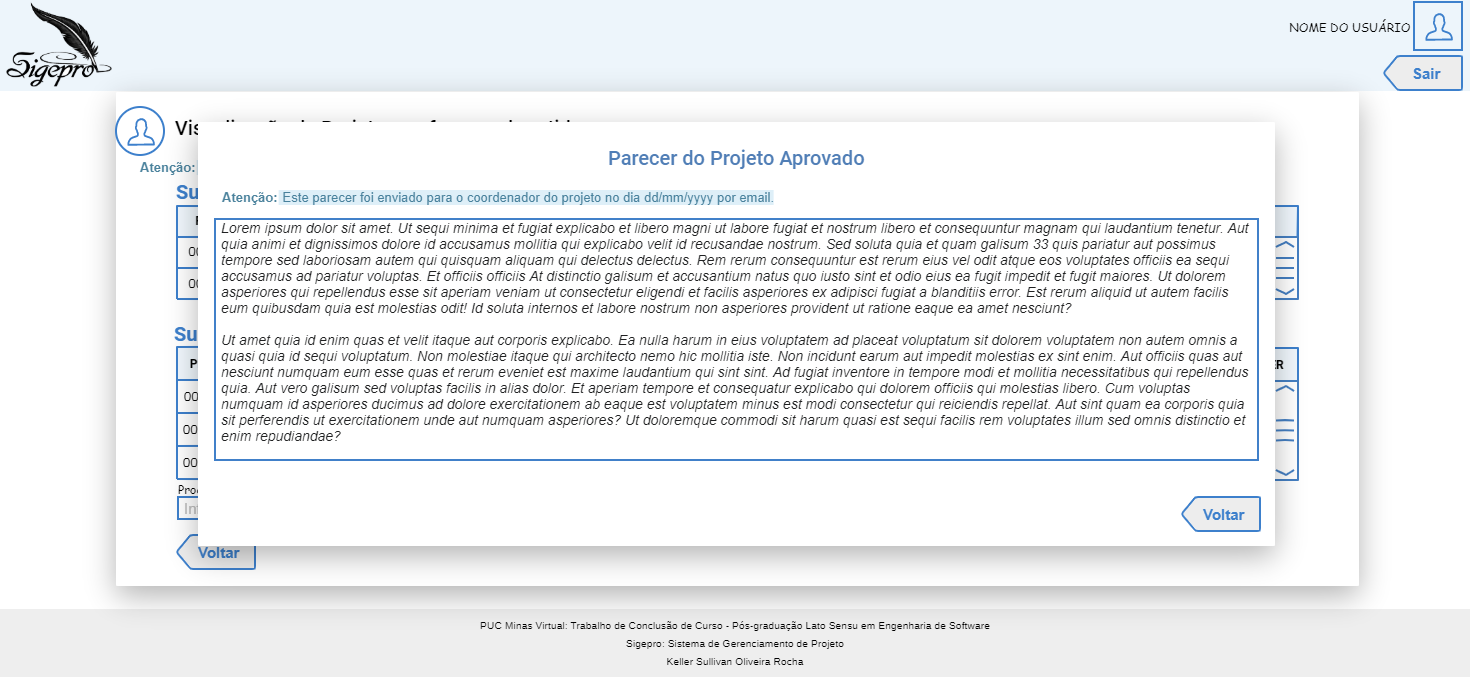 Sigepro
NOME DO USUÁRIO
Sair
Atenção:
Parecer do Projeto Aprovado
Atenção: Este parecer foi enviado para o coordenador do projeto no dia dd/mm/yyyy por email.
Lorem ipsum dolor sit amet. Ut sequi minima et fugiat explicabo et libero magni ut labore fugiat et nostrum libero et consequuntur magnam qui laudantium tenetur. Aut
quia animi et dignissimos dolore id accusamus mollitia qui explicabo velit id recusandae nostrum. Sed soluta quia et quam galisum 33 quis pariatur aut possimus
tempore sed laboriosam autem qui quisquam aliquam qui delectus delectus. Rem rerum consequuntur est rerum eius vel odit atque eos voluptates officiis ea sequi
accusamus ad pariatur voluptas. Et officiis officiis At distinctio galisum et accusantium natus quo iusto sint et odio eius ea fugit impedit et fugit maiores. Ut dolorem
asperiores qui repellendus esse sit aperiam veniam ut consectetur eligendi et facilis asperiores ex adipisci fugiat a blanditiis error. Est rerum aliquid ut autem facilis
eum quibusdam quia est molestias odit! Id soluta internos et labore nostrum non asperiores provident ut ratione eaque ea amet nesciunt?
Ut amet quia id enim quas et velit itaque aut corporis explicabo. Ea nulla harum in eius voluptatem ad placeat voluptatum sit dolorem voluptatem non autem omnis a
quasi quia id sequi voluptatum. Non molestiae itaque qui architecto nemo hic mollitia iste. Non incidunt earum aut impedit molestias ex sint enim. Aut officiis quas aut
nesciunt numquam eum esse quas et rerum eveniet est maxime laudantium qui sint sint. Ad fugiat inventore in tempore modi et mollitia necessitatibus qui repellendus
quia. Aut vero galisum sed voluptas facilis in alias dolor. Et aperiam tempore et consequatur explicabo qui dolorem officiis qui molestias libero. Cum voluptas
numquam id asperiores ducimus ad dolore exercitationem ab eaque est voluptatem minus est modi consectetur qui reiciendis repellat. Aut sint quam ea corporis quia
sit perferendis ut exercitationem unde aut numquam asperiores? Ut doloremque commodi sit harum quasi est sequi facilis rem voluptates illum sed omnis distinctio et
enim repudiandae?
Voltar
Voltar
PUC Minas Virtual: Trabalho de Conclusão de Curso - Pós-graduação Lato Sensu em Engenharia de Software
Sigepro: Sistema de Gerenciamento de Projeto
Keller Sullivan Oliveira Rocha